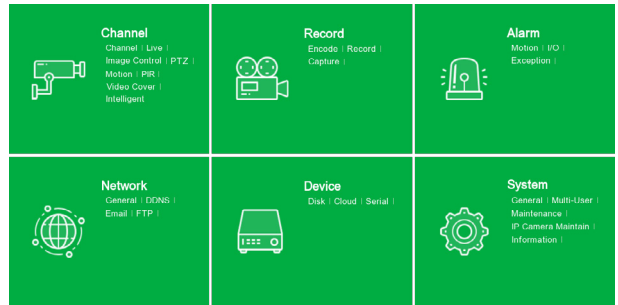 Channel
Channel | Live |
Image Control | PTZ |
Motion | PIR |
Video Cover |
Intelligent
Record
Encode | Record |
Capture |
Alarm
Motion | I/O |
Exception |
Network
General | DDNS |
Email | FTP |
Device
Disk | Cloud | Serial |
System
General | Multi-User |
Maintenance |
IP Camera Maintain |
Information |